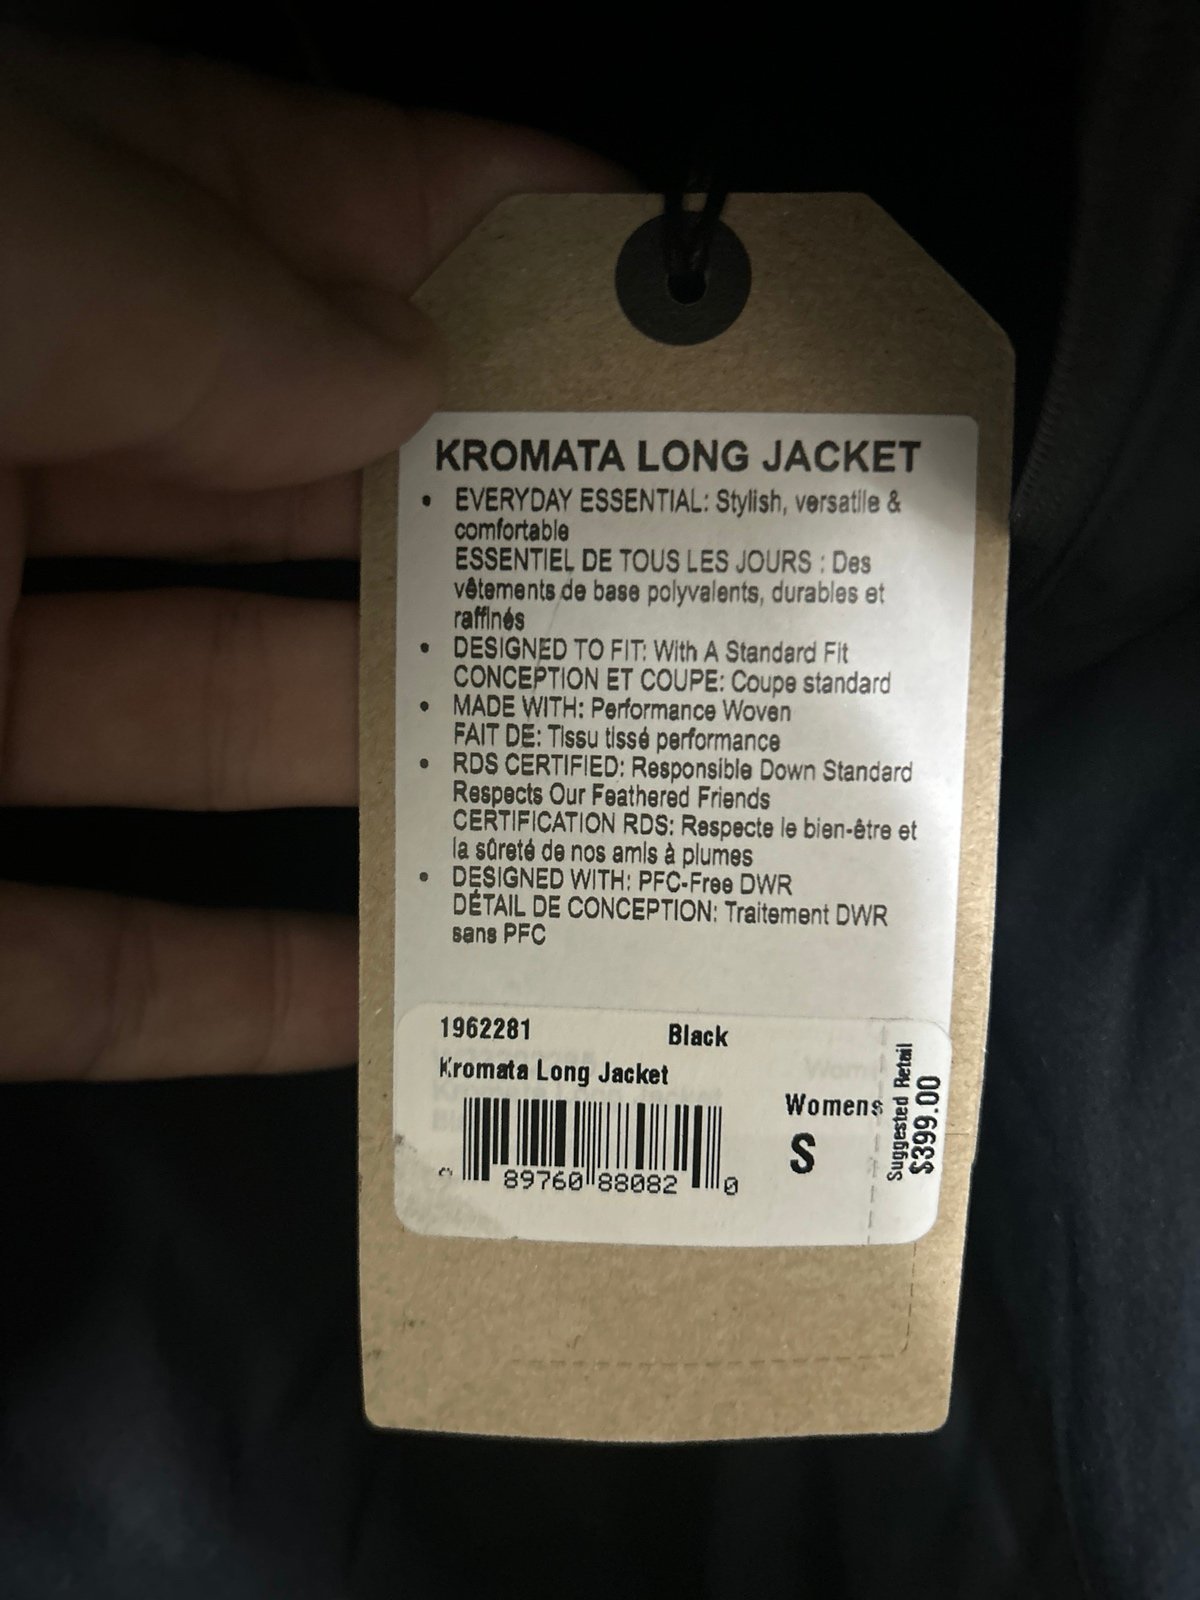 KROMATA LONG JACKET
• EVERYDAY ESSENTIAL: Stylish, versatile &
comfortable
ESSENTIEL DE TOUS LES JOURS : Des
vêtements de base polyvalents, durables et
raffinés
• DESIGNED TO FIT: With A Standard Fit
CONCEPTION ET COUPE: Coupe standard
• MADE WITH: Performance Woven
FAIT DE: Tissu tissé performance
• RDS CERTIFIED: Responsible Down Standard
Respects Our Feathered Friends
CERTIFICATION RDS: Respecte le bien-être et
la sûreté de nos amis à plumes
• DESIGNED WITH: PFC-Free DWR
DÉTAIL DE CONCEPTION: Traitement DWR
sans PFC
1962281 Black
Kromata Long Jacket
Womens
S
89760 88082 0
Suggested Retail
$399.00